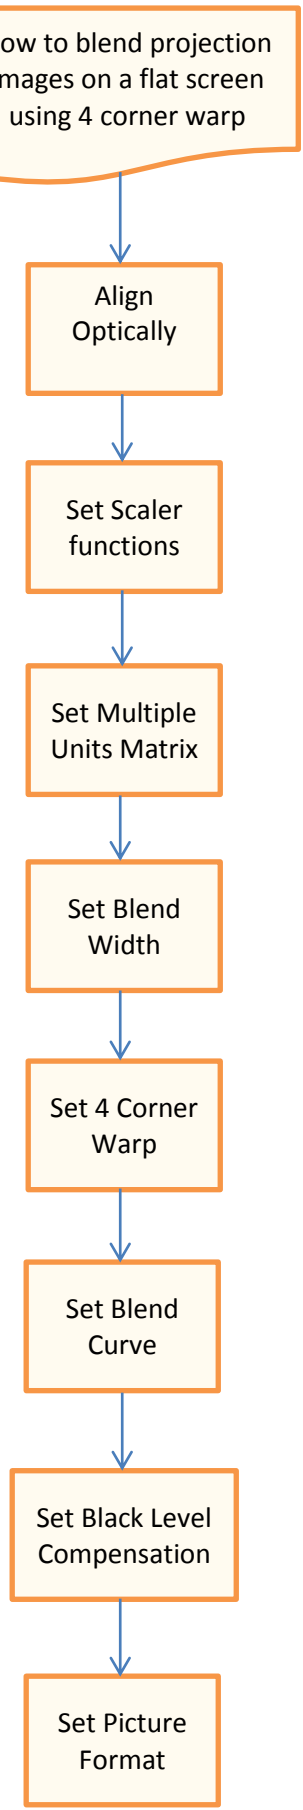 ow to blend projection
mages on a flat screen
using 4 corner warp
Align
Optically
Set Scaler
functions
Set Multiple
Units Matrix
Set Blend
Width
Set 4 Corner
Warp
Set Blend
Curve
Set Black Level
Compensation
Set Picture
Format